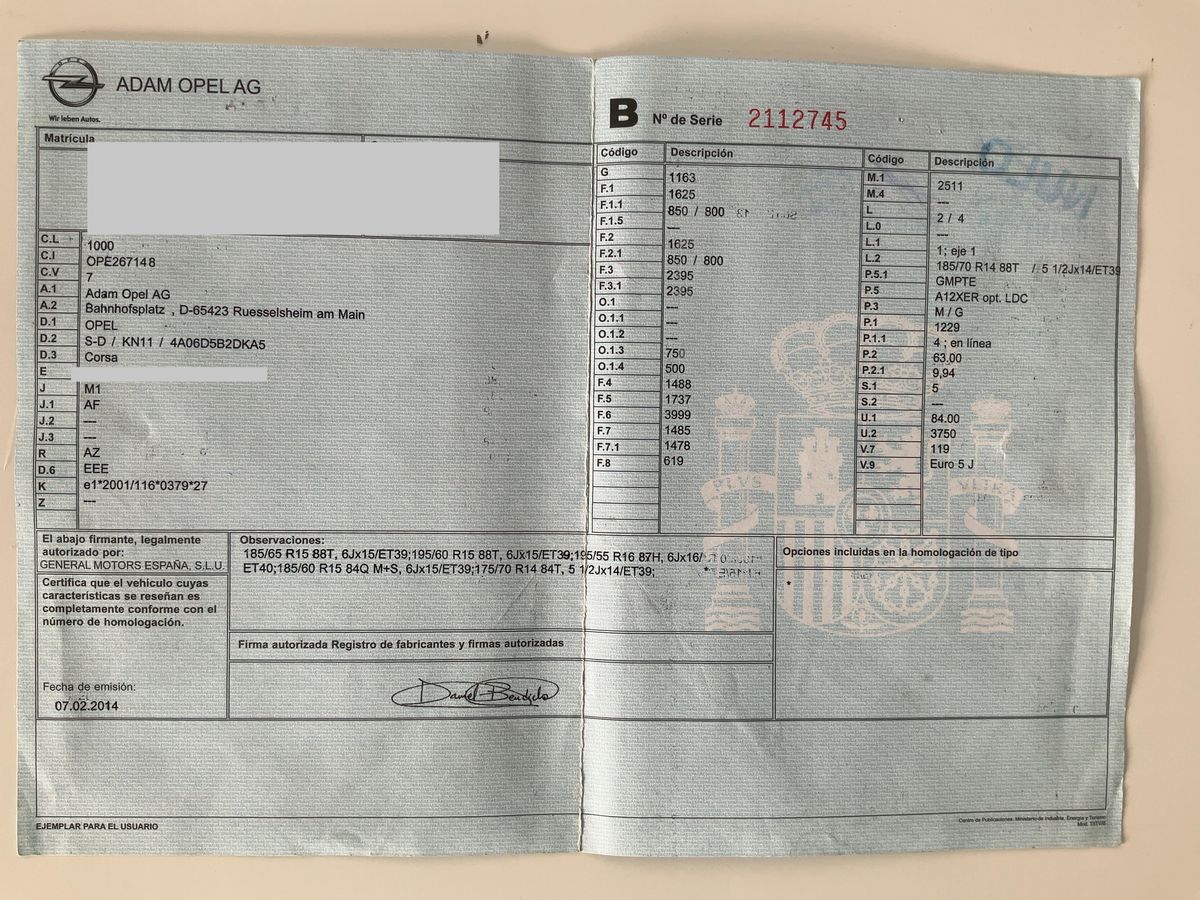 ADAM OPEL AG
Wir leben Autos.
B Nº de Serie 2112745
Matrícula
C.L 1000
C.I OPE267148
C.V 7
A.1 Adam Opel AG
A.2 Bahnhofsplatz , D-65423 Ruesselsheim am Main
D.1 OPEL
D.2 S-D / KN11 / 4A06D5B2DKA5
D.3 Corsa
E
J M1
J.1 AF
J.2 ---
J.3 ---
R AZ
D.6 EEE
K e1*2001/116*0379*27
Z ---
Código Descripción
G 1163
F.1 1625
F.1.1 850 / 800
F.1.5 ---
F.2 1625
F.2.1 850 / 800
F.3 2395
F.3.1 2395
O.1 ---
O.1.1 ---
O.1.2 ---
O.1.3 750
O.1.4 500
F.4 1488
F.5 1737
F.6 3999
F.7 1485
F.7.1 1478
F.8 619
Código Descripción
M.1 2511
M.4 ---
L 2 / 4
L.0 ---
L.1 1; eje 1
L.2 185/70 R14 88T / 5 1/2Jx14/ET39
P.5.1 GMPTE
P.5 A12XER opt. LDC
P.3 M / G
P.1 1229
P.1.1 4 ; en línea
P.2 63.00
P.2.1 9,94
S.1 5
S.2 ---
U.1 84.00
U.2 3750
V.7 119
V.9 Euro 5 J
PLVS VLTRA
El abajo firmante, legalmente
autorizado por:
GENERAL MOTORS ESPAÑA, S.L.U.
Certifica que el vehículo cuyas
características se reseñan es
completamente conforme con el
número de homologación.
Fecha de emisión:
07.02.2014
Observaciones:
185/65 R15 88T, 6Jx15/ET39;195/60 R15 88T, 6Jx15/ET39;195/55 R16 87H, 6Jx16/
ET40;185/60 R15 84Q M+S, 6Jx15/ET39;175/70 R14 84T, 5 1/2Jx14/ET39;
Firma autorizada Registro de fabricantes y firmas autorizadas
Opciones incluidas en la homologación de tipo
*
EJEMPLAR PARA EL USUARIO
Centro de Publicaciones. Ministerio de Industria, Energía y Turismo